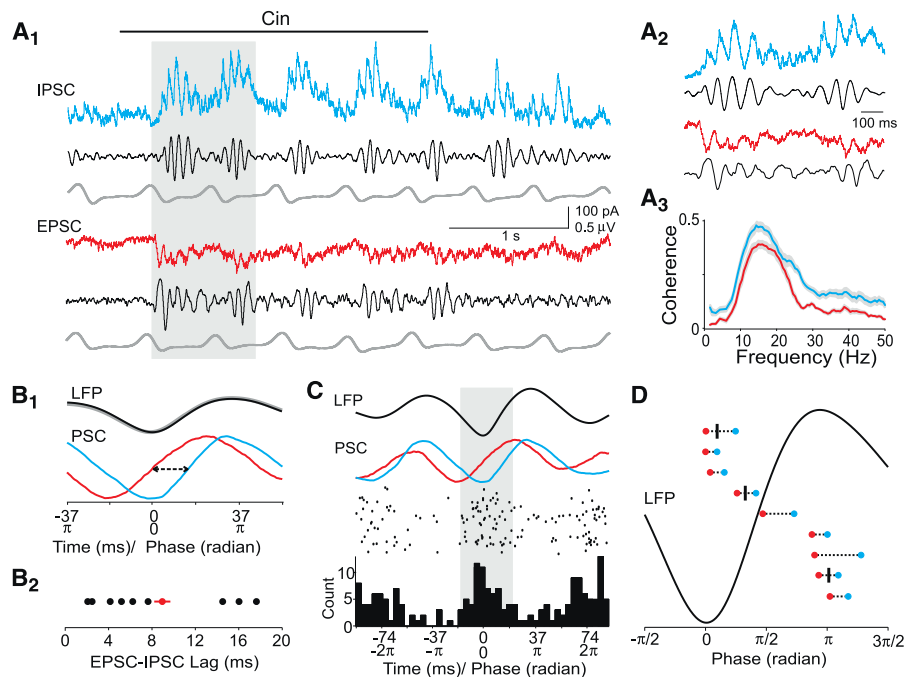 A1
Cin
IPSC
EPSC
100 pA
0.5 μV
1 s
A2
100 ms
A3
0.5
0
Coherence
0 10 20 30 40 50
Frequency (Hz)
B1
LFP
PSC
-37 0 37
π 0 π
Time (ms)/ Phase (radian)
B2
0 4 8 12 16 20
EPSC-IPSC Lag (ms)
C
LFP
PSC
10
5
0
Count
-74 -37 0 37 74
-2π -π 0 π 2π
Time (ms)/ Phase (radian)
D
LFP
-π/2 0 π/2 π 3π/2
Phase (radian)